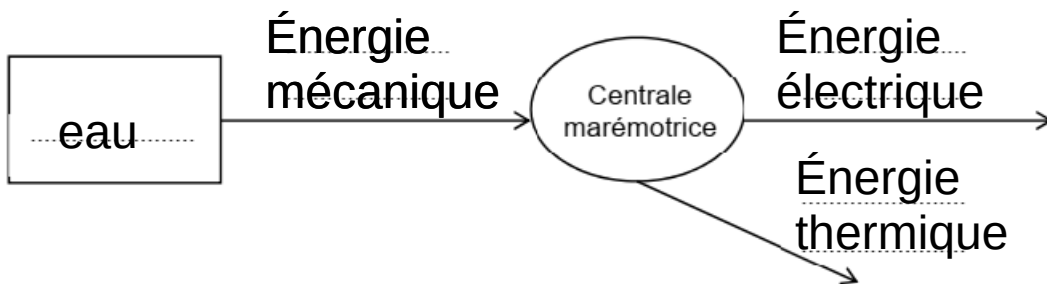 Énergie
mécanique
Énergie
électrique
eau
Centrale
marémotrice
Énergie
thermique